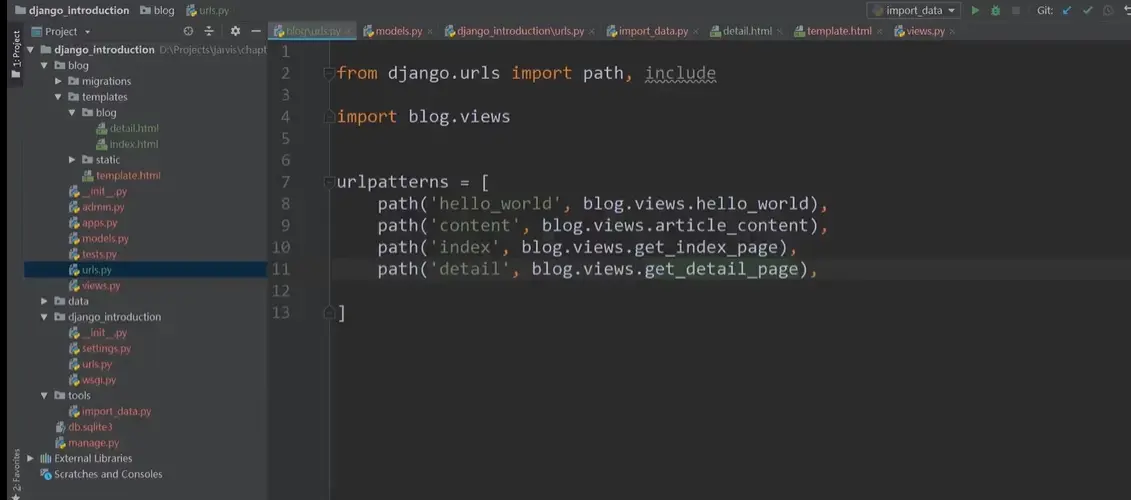 django_introduction blog urls.py import_data Git:
Project
blog\urls.py models.py django_introduction\urls.py import_data.py detail.html template.html views.py
1: Project
django_introduction D:\Projects\jarvis\chapt
blog
migrations
templates
blog
detail.html
index.html
static
template.html
__init__.py
admin.py
apps.py
models.py
tests.py
urls.py
views.py
data
django_introduction
__init__.py
settings.py
urls.py
wsgi.py
tools
import_data.py
db.sqlite3
manage.py
External Libraries
Scratches and Consoles
2: Favorites
1
2 from django.urls import path, include
3
4 import blog.views
5
6
7 urlpatterns = [
8 path('hello_world', blog.views.hello_world),
9 path('content', blog.views.article_content),
10 path('index', blog.views.get_index_page),
11 path('detail', blog.views.get_detail_page),
12
13 ]